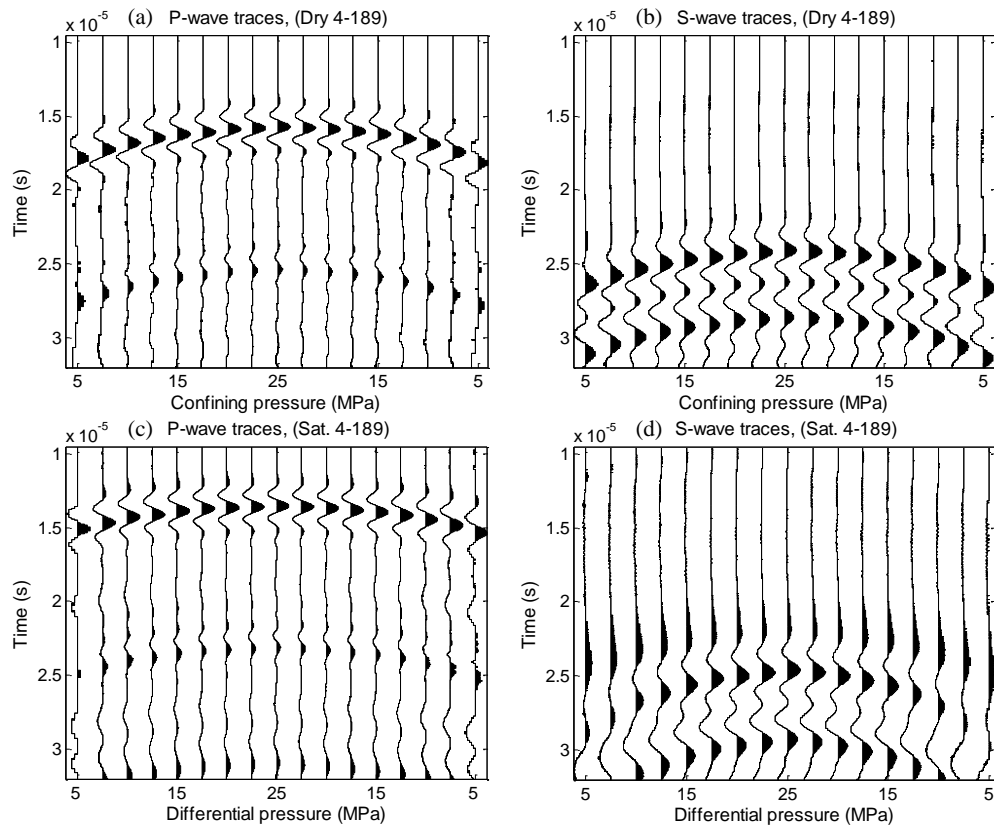 (a) P-wave traces, (Dry 4-189)
x 10⁻⁵
1
1.5
2
2.5
3
Time (s)
5 15 25 15 5
Confining pressure (MPa)
(b) S-wave traces, (Dry 4-189)
x 10⁻⁵
1
1.5
2
2.5
3
Time (s)
5 15 25 15 5
Confining pressure (MPa)
(c) P-wave traces, (Sat. 4-189)
x 10⁻⁵
1
1.5
2
2.5
3
Time (s)
5 15 25 15 5
Differential pressure (MPa)
(d) S-wave traces, (Sat. 4-189)
x 10⁻⁵
1
1.5
2
2.5
3
Time (s)
5 15 25 15 5
Differential pressure (MPa)